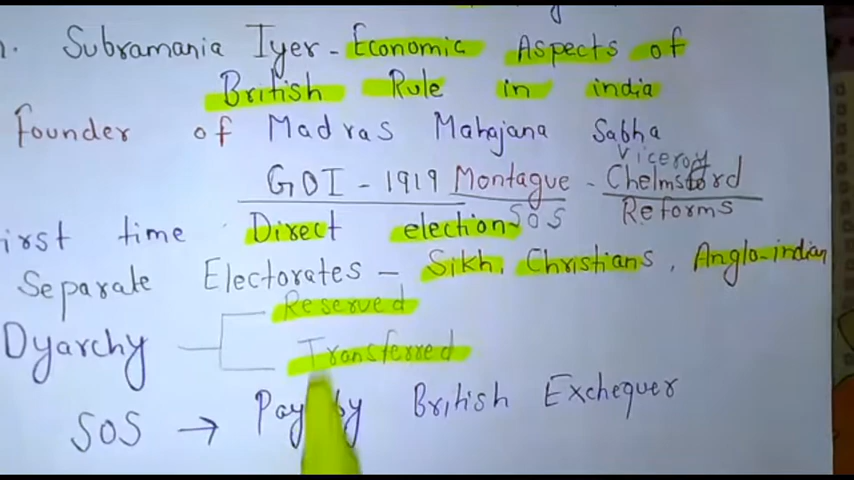 . Subramania Iyer - Economic Aspects of
British Rule in india
Founder of Madras Mahajana Sabha
Viceroy
GOI - 1919 Montague - Chelmsford
SOS Reforms
irst time Direct election
Separate Electorates - Sikh, Christians, Anglo-indian
Reserved
Dyarchy
Transferred
SOS → Pay by British Exchequer